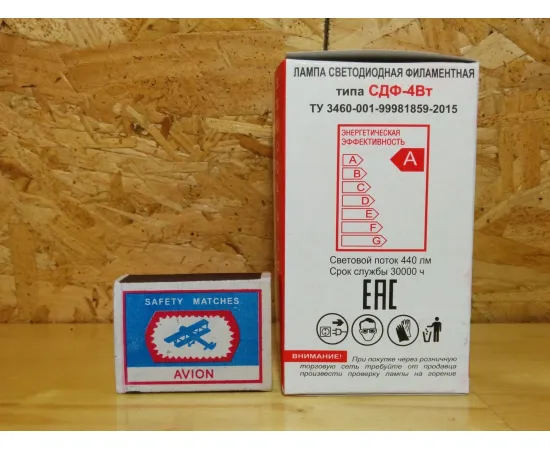 ЛАМПА СВЕТОДИОДНАЯ ФИЛАМЕНТНАЯ
типа СДФ-4Вт
ТУ 3460-001-99981859-2015
ЭНЕРГЕТИЧЕСКАЯ
ЭФФЕКТИВНОСТЬ
A
A
B
C
D
E
F
G
Световой поток 440 лм
Срок службы 30000 ч
EAC
ВНИМАНИЕ! При покупке через розничную
торговую сеть требуйте от продавца
произвести проверку лампы на горение
SAFETY MATCHES
AVION